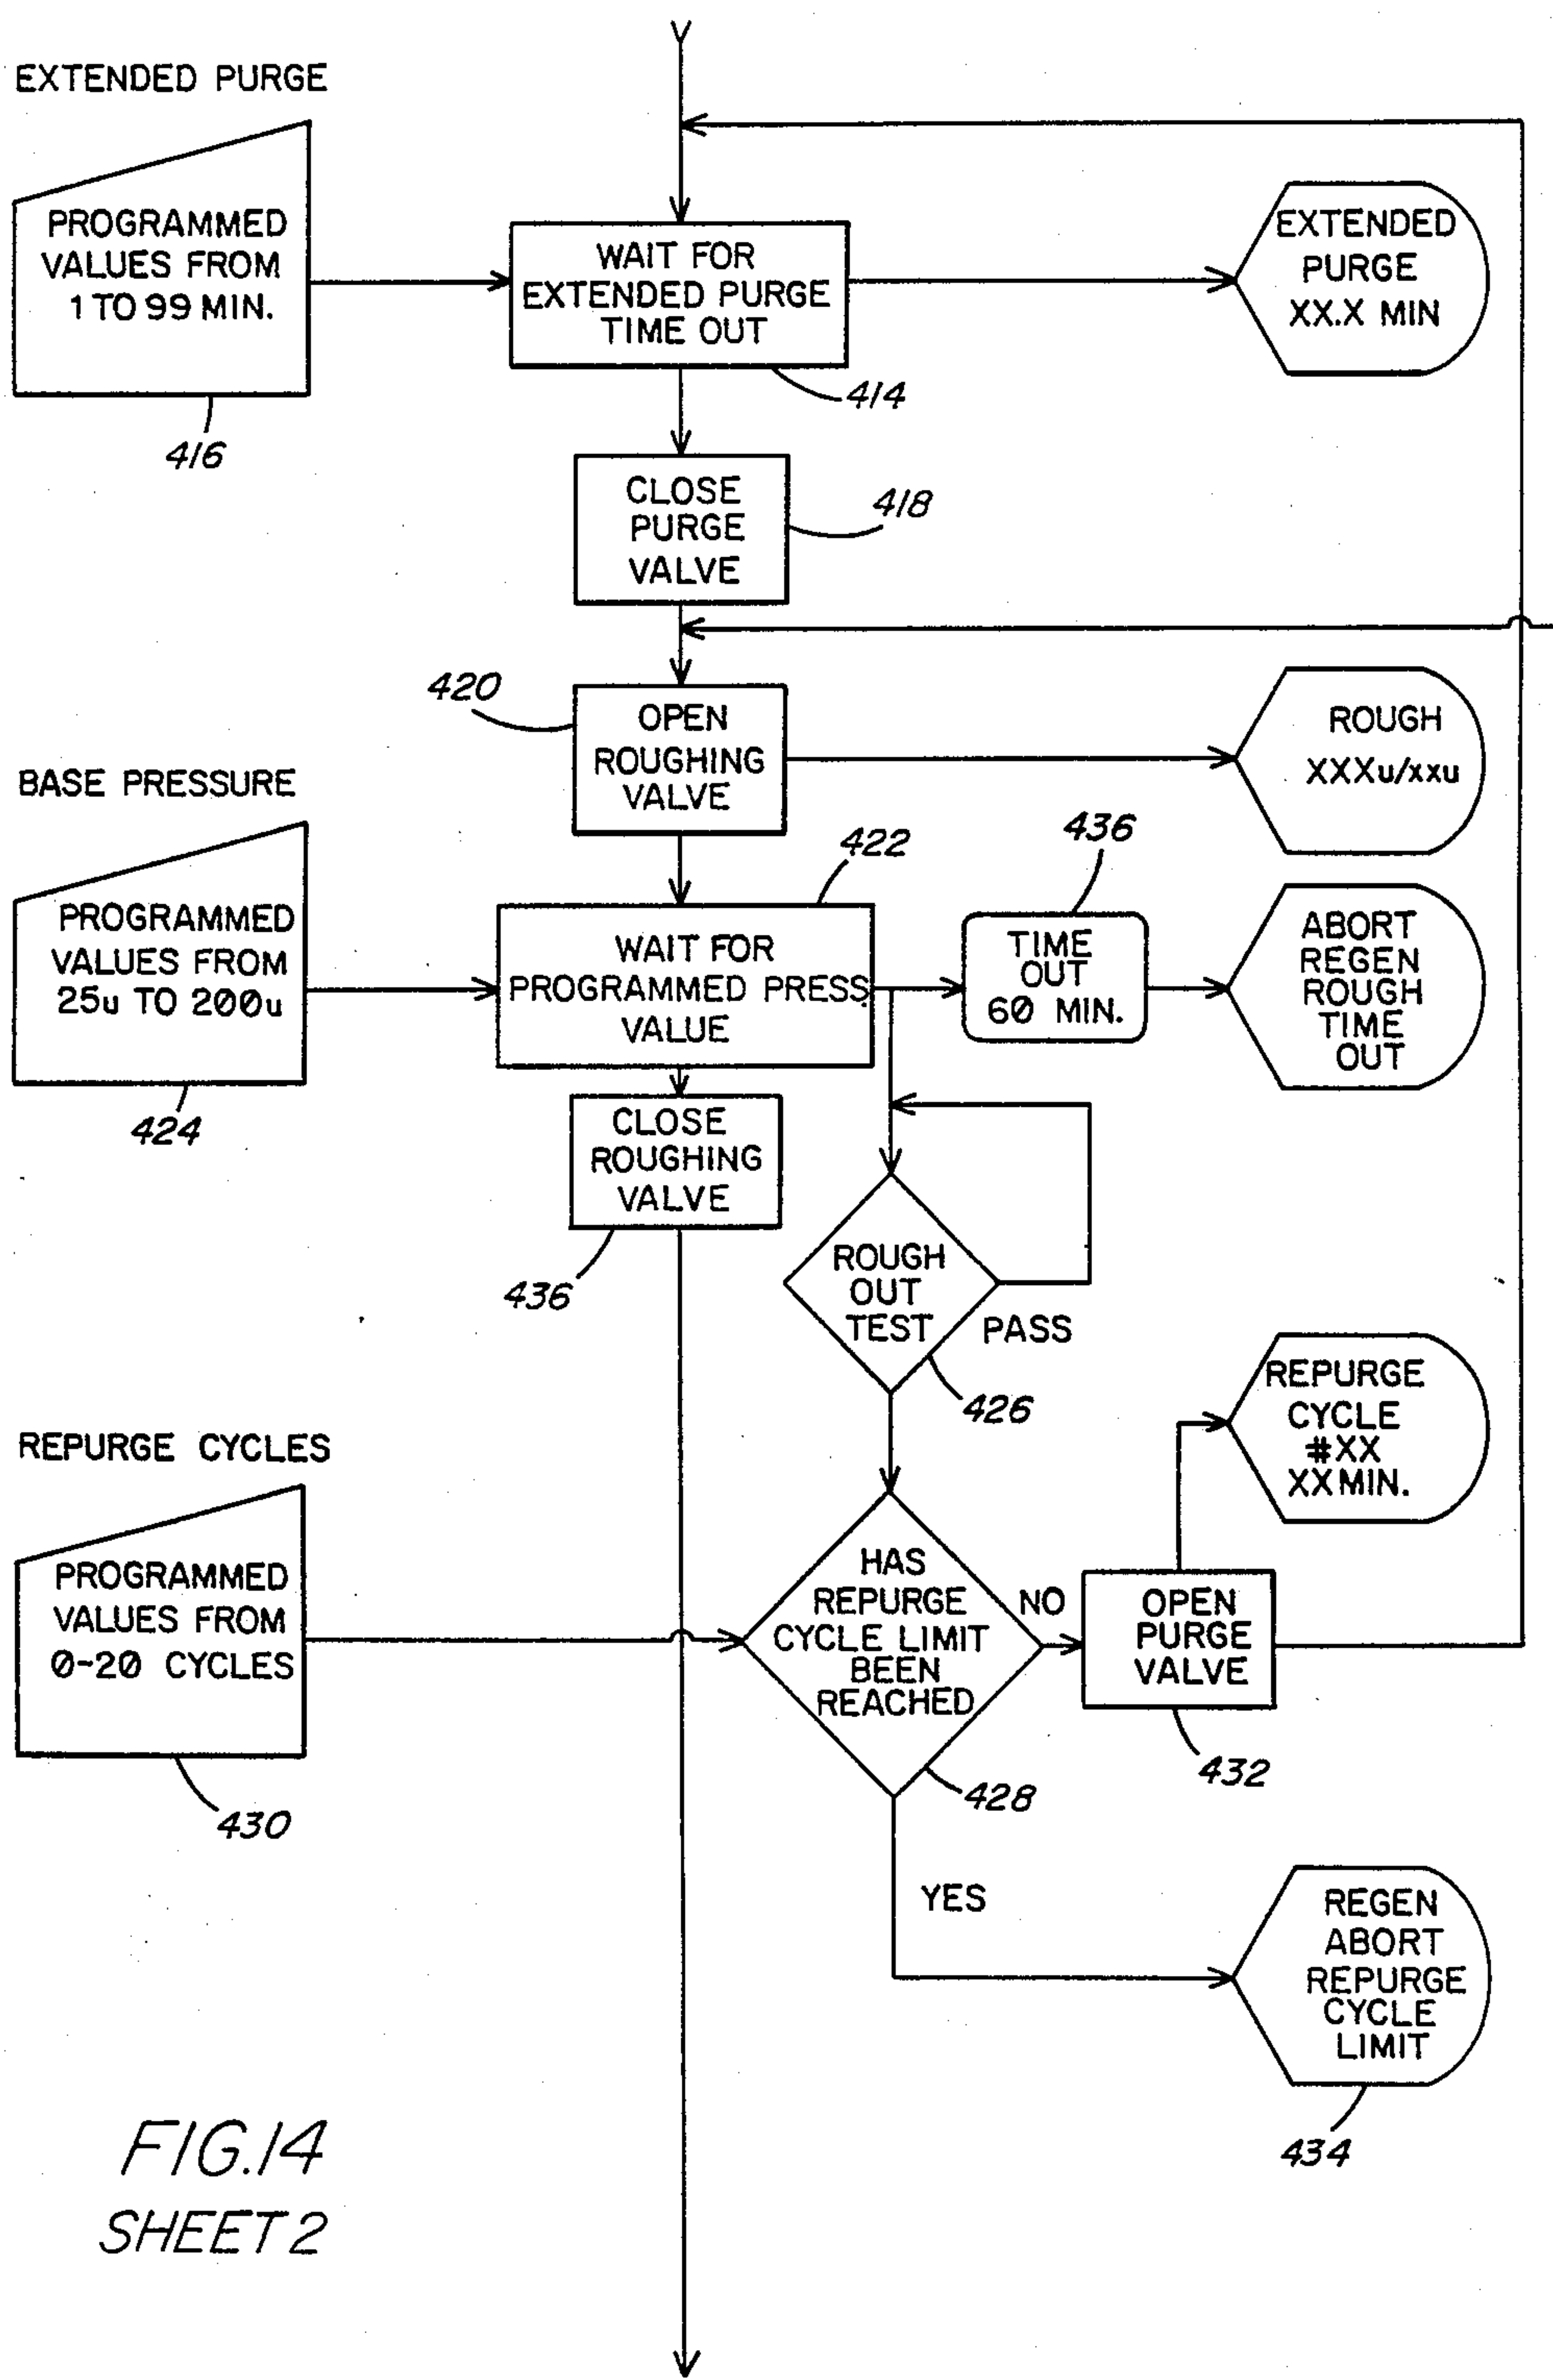 EXTENDED PURGE
PROGRAMMED
VALUES FROM
1 TO 99 MIN.
416
WAIT FOR
EXTENDED PURGE
TIME OUT
414
EXTENDED
PURGE
XX.X MIN
CLOSE
PURGE
VALVE
418
420
OPEN
ROUGHING
VALVE
ROUGH
XXXu/xxu
BASE PRESSURE
PROGRAMMED
VALUES FROM
25u TO 200u
424
422
WAIT FOR
PROGRAMMED PRESS.
VALUE
436
TIME
OUT
60 MIN.
ABORT
REGEN
ROUGH
TIME
OUT
CLOSE
ROUGHING
VALVE
436
ROUGH
OUT
TEST
PASS
426
REPURGE
CYCLE
#XX
XX MIN.
REPURGE CYCLES
PROGRAMMED
VALUES FROM
0-20 CYCLES
430
HAS
REPURGE
CYCLE LIMIT
BEEN
REACHED
428
NO
OPEN
PURGE
VALVE
432
YES
REGEN
ABORT
REPURGE
CYCLE
LIMIT
434
FIG.14
SHEET 2